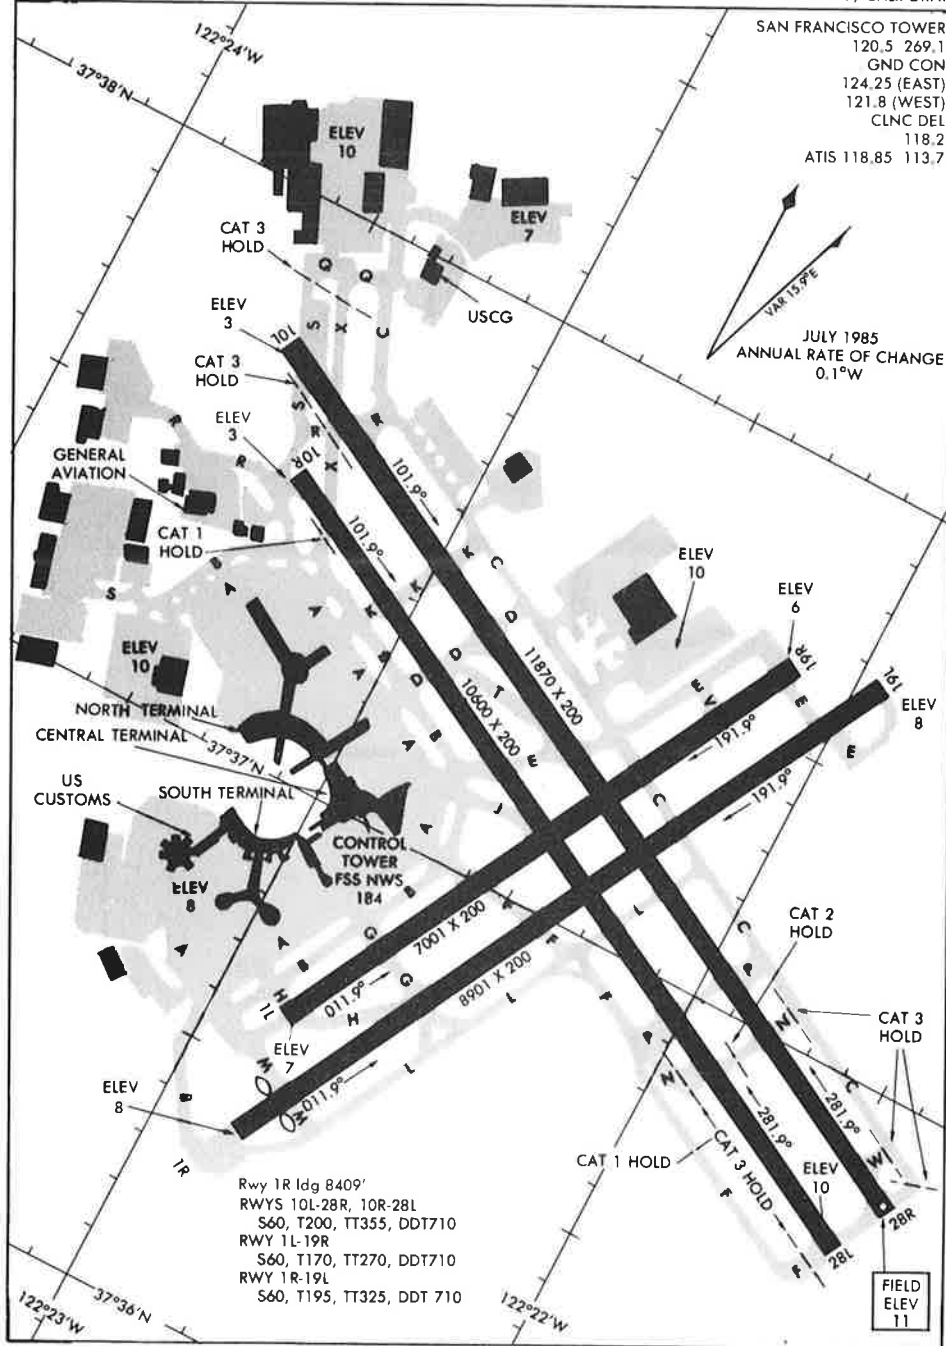 SAN FRANCISCO TOWER
120.5 269.1
GND CON
124.25 (EAST)
121.8 (WEST)
CLNC DEL
118.2
ATIS 118.85 113.7
122°24'W
37°38'N
ELEV
10
ELEV
7
CAT 3
HOLD
USCG
VAR 15.9°E
JULY 1985
ANNUAL RATE OF CHANGE
0.1°W
ELEV
3
10L
Q
Q
S
X
X
C
CAT 3
HOLD
ELEV
3
S
R
X
K
10R
R
R
GENERAL
AVIATION
CAT 1
HOLD
101.9°
101.9°
S
B
A
A
A
K
K
K
C
D
D
D
B
B
T
E
J
A
A
ELEV
10
ELEV
6
ELEV
10
NORTH TERMINAL
CENTRAL TERMINAL
37°37'N
US
CUSTOMS
SOUTH TERMINAL
ELEV
8
CONTROL
TOWER
FSS NWS
184
11870 X 200
10600 X 200
19R
19L
ELEV
8
E
V
E
E
191.9°
191.9°
C
C
C
7001 X 200
8901 X 200
CAT 2
HOLD
CAT 3
HOLD
A
A
B
B
G
G
H
H
L
L
L
F
F
P
P
N
N
1L
ELEV
7
011.9°
011.9°
M
M
ELEV
8
B
1R
281.9°
281.9°
C
W
CAT 1 HOLD
CAT 3 HOLD
ELEV
10
F
F
28L
28R
FIELD
ELEV
11
Rwy 1R ldg 8409'
RWYS 10L-28R, 10R-28L
S60, T200, TT355, DDT710
RWY 1L-19R
S60, T170, TT270, DDT710
RWY 1R-19L
S60, T195, TT325, DDT 710
122°23'W
37°36'N
122°22'W